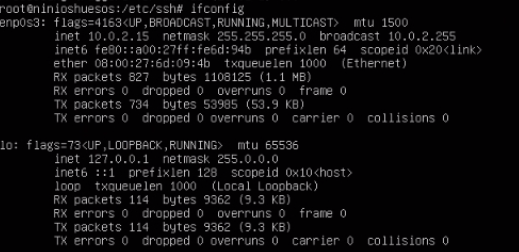 root@ninioshuesos:/etc/ssh# ifconfig
enp0s3: flags=4163<UP,BROADCAST,RUNNING,MULTICAST>  mtu 1500
inet 10.0.2.15  netmask 255.255.255.0  broadcast 10.0.2.255
inet6 fe80::a00:27ff:fe6d:94b  prefixlen 64  scopeid 0x20<link>
ether 08:00:27:6d:09:4b  txqueuelen 1000  (Ethernet)
RX packets 827  bytes 1108125 (1.1 MB)
RX errors 0  dropped 0  overruns 0  frame 0
TX packets 734  bytes 53985 (53.9 KB)
TX errors 0  dropped 0 overruns 0  carrier 0  collisions 0
lo: flags=73<UP,LOOPBACK,RUNNING>  mtu 65536
inet 127.0.0.1  netmask 255.0.0.0
inet6 ::1  prefixlen 128  scopeid 0x10<host>
loop  txqueuelen 1000  (Local Loopback)
RX packets 114  bytes 9362 (9.3 KB)
RX errors 0  dropped 0  overruns 0  frame 0
TX packets 114  bytes 9362 (9.3 KB)
TX errors 0  dropped 0 overruns 0  carrier 0  collisions 0